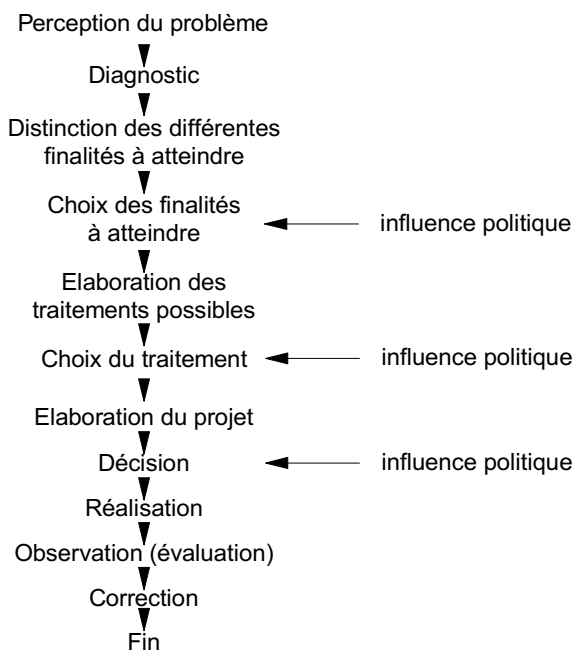 Perception du problème
Diagnostic
Distinction des différentes
finalités à atteindre
Choix des finalités
à atteindre
influence politique
Elaboration des
traitements possibles
Choix du traitement
influence politique
Elaboration du projet
Décision
influence politique
Réalisation
Observation (évaluation)
Correction
Fin